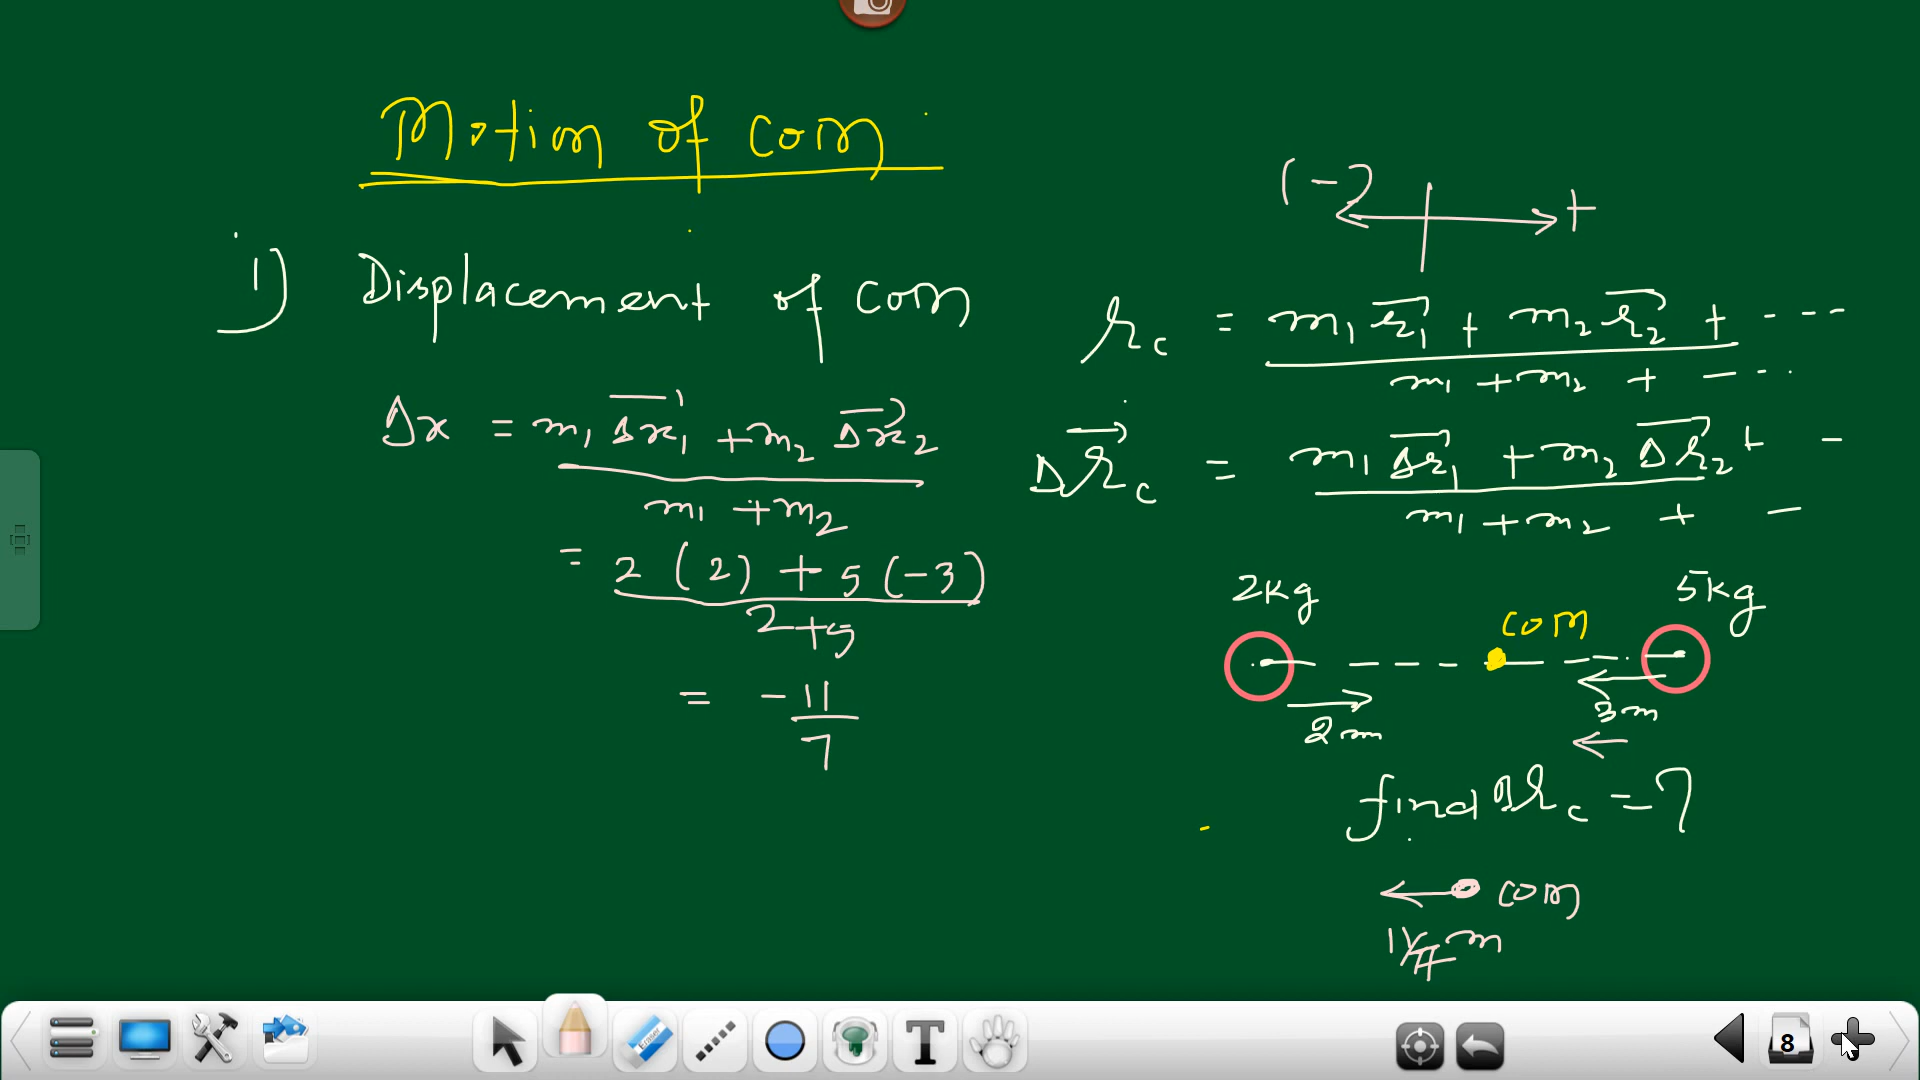 Motion of com
(-) +
i) Displacement of com
r_c = m₁r₁ + m₂r₂ + ----
m₁ + m₂ + ----
Δx = m₁Δx₁ + m₂Δx₂
m₁ + m₂
Δr_c = m₁Δr₁ + m₂Δr₂ + -
m₁ + m₂ + -
= 2(2) + 5(-3)
2+5
= -11
7
2kg com 5kg
2m 3m
find Δr_c = ?
com
11/7 m
Eraser
T
8